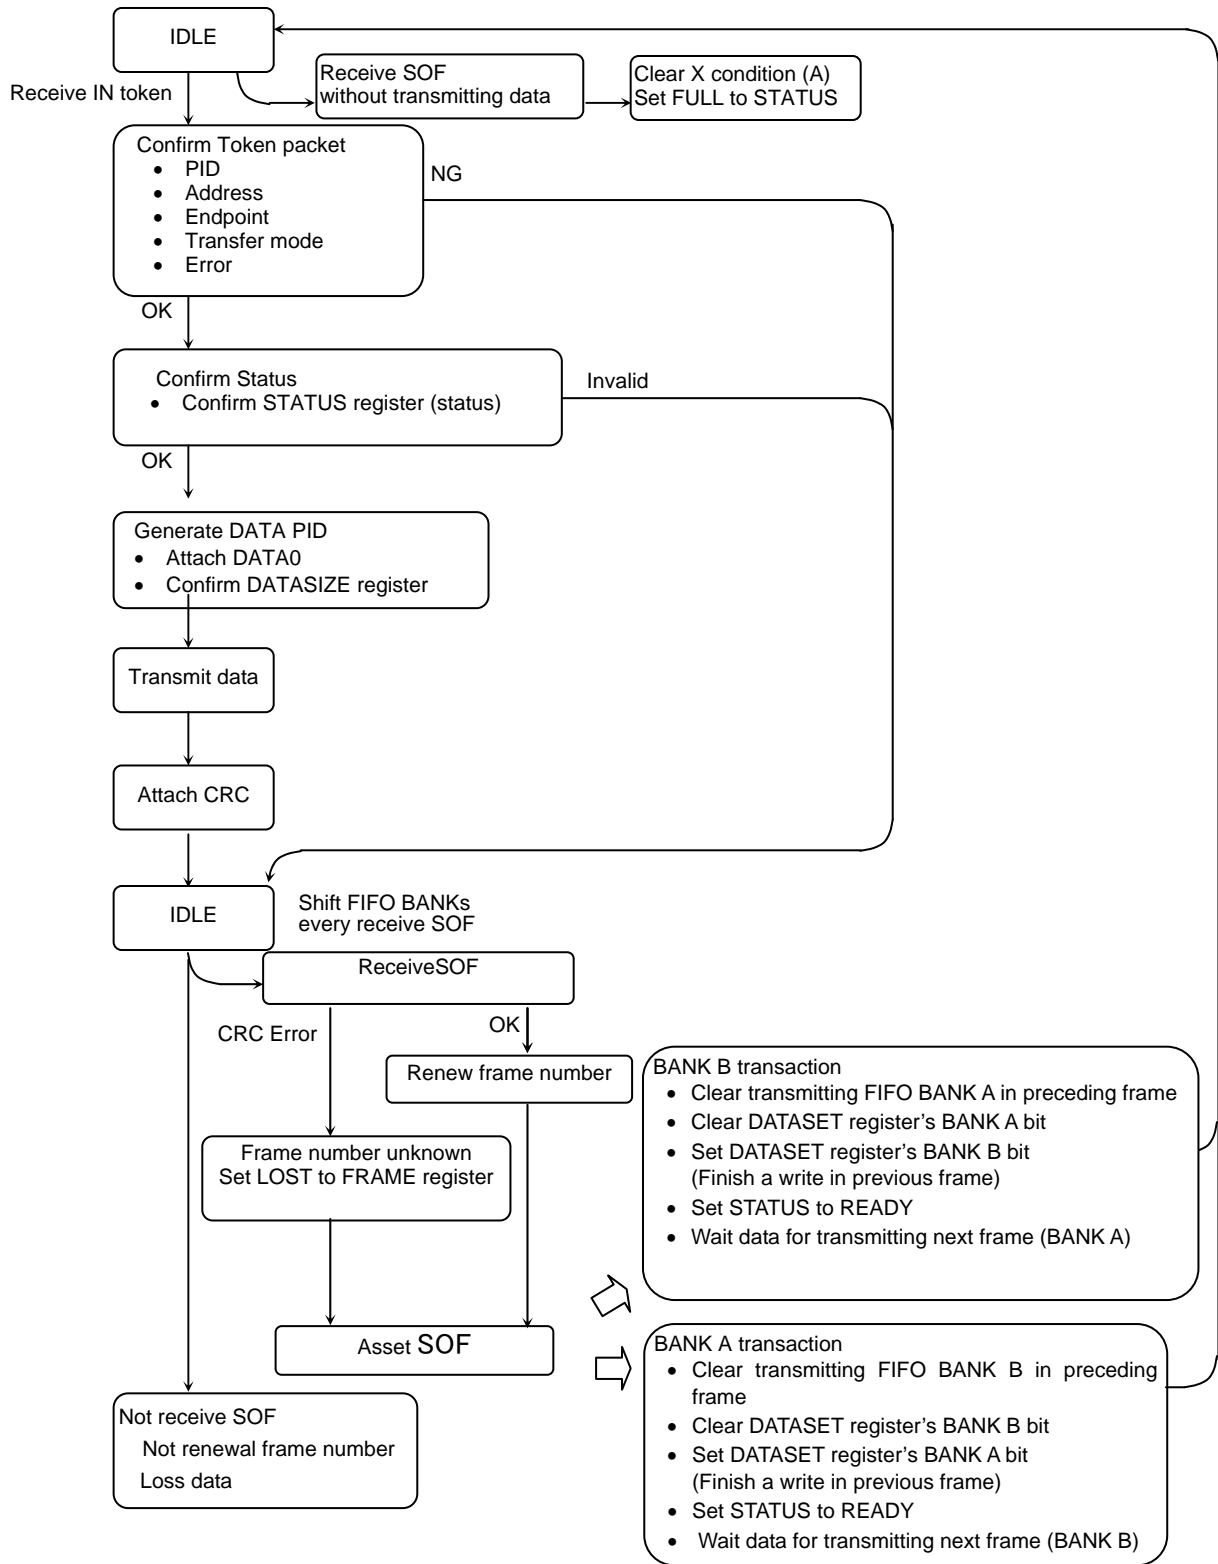 IDLE
Receive IN token
Receive SOF
without transmitting data
Clear X condition (A)
Set FULL to STATUS
Confirm Token packet
• PID
• Address
• Endpoint
• Transfer mode
• Error
NG
OK
Confirm Status
• Confirm STATUS register (status)
Invalid
OK
Generate DATA PID
• Attach DATA0
• Confirm DATASIZE register
Transmit data
Attach CRC
IDLE
Shift FIFO BANKs
every receive SOF
ReceiveSOF
CRC Error
OK
Renew frame number
Frame number unknown
Set LOST to FRAME register
Asset SOF
Not receive SOF
Not renewal frame number
Loss data
BANK B transaction
• Clear transmitting FIFO BANK A in preceding frame
• Clear DATASET register's BANK A bit
• Set DATASET register's BANK B bit
(Finish a write in previous frame)
• Set STATUS to READY
• Wait data for transmitting next frame (BANK A)
BANK A transaction
• Clear transmitting FIFO BANK B in preceding
frame
• Clear DATASET register's BANK B bit
• Set DATASET register's BANK A bit
(Finish a write in previous frame)
• Set STATUS to READY
• Wait data for transmitting next frame (BANK B)